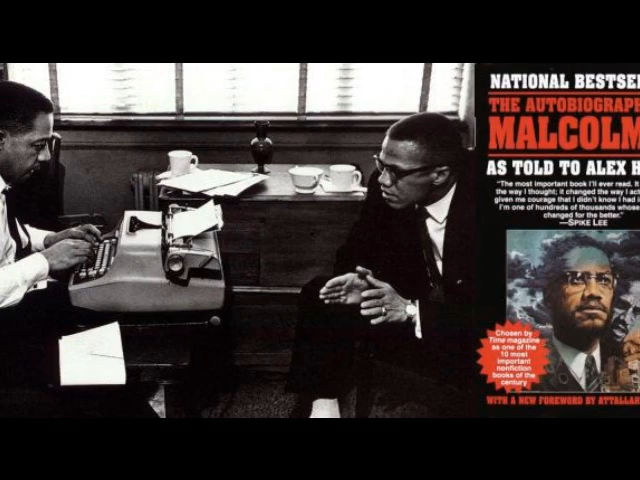 NATIONAL BESTSE
THE AUTOBIOGRAP
MALCOLM
AS TOLD TO ALEX H
"The most important book I'll ever read. It
the way I thought; it changed the way I act
given me courage that I didn't know I had i
I'm one of hundreds of thousands whose
changed for the better."
—SPIKE LEE
Chosen by
Time magazine
as one of the
10 most
important
nonfiction
books of the
century
WITH A NEW FOREWORD BY ATTALLAH